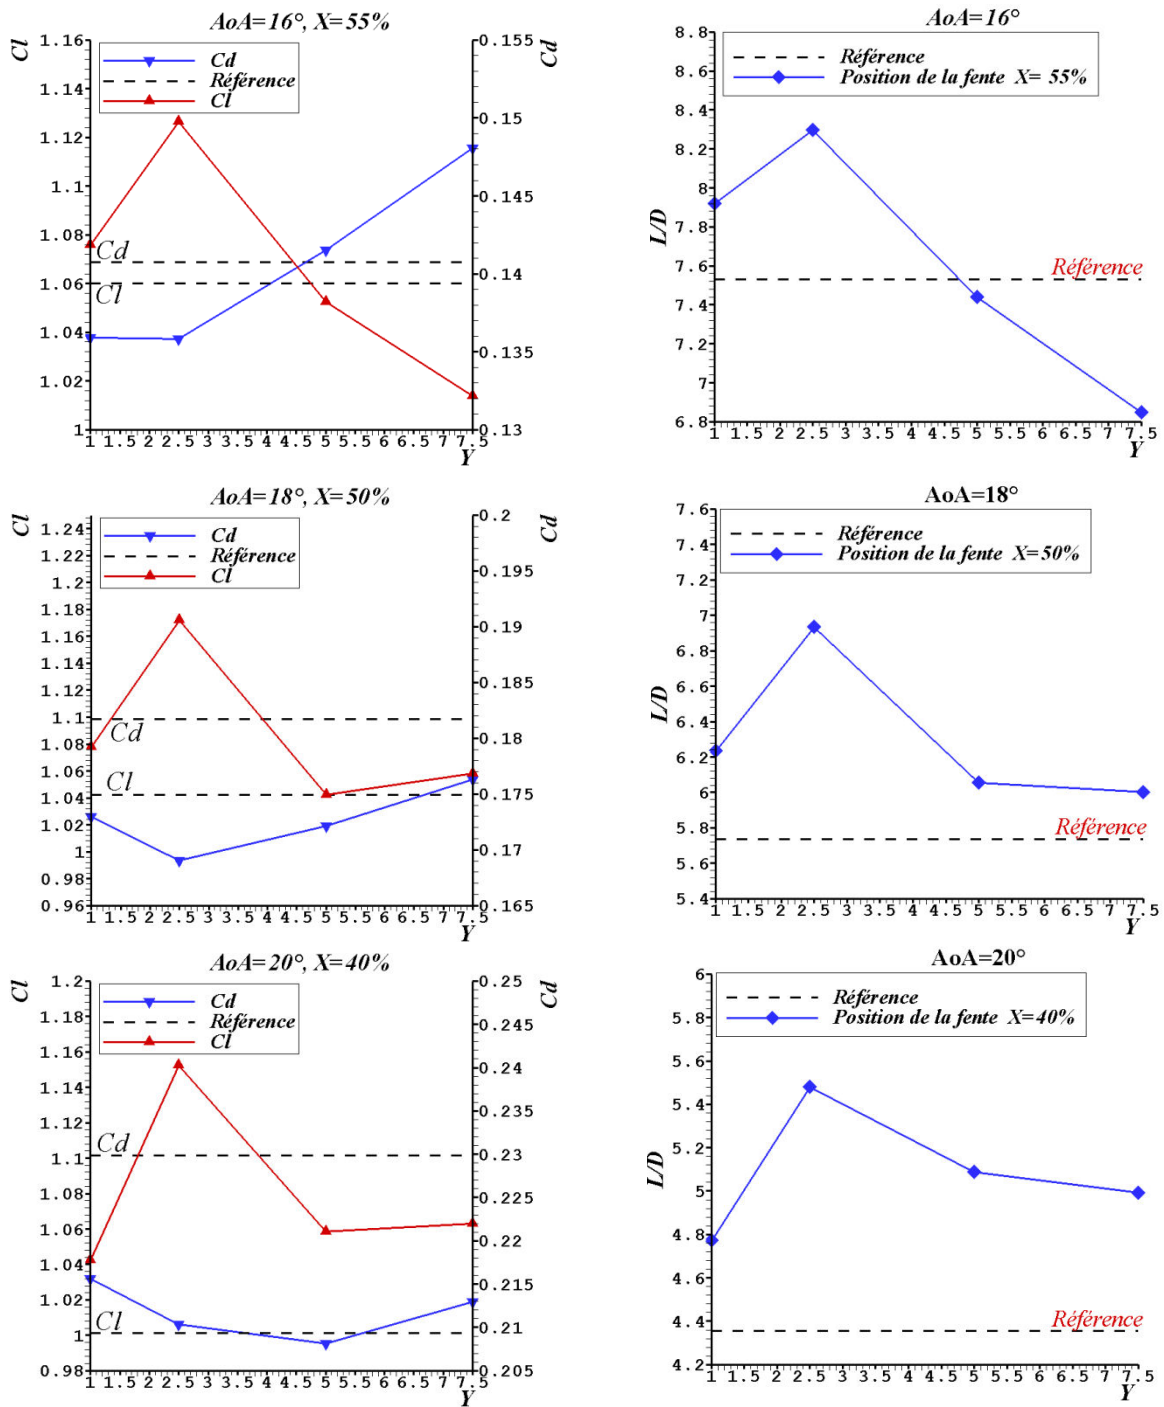 AoA=16°, X=55%
Cl
Cd
1.16
1.14
1.12
1.1
1.08
1.06
1.04
1.02
1
0.155
0.15
0.145
0.14
0.135
0.13
Cd
Référence
Cl
Cd
Cl
1 1.5 2 2.5 3 3.5 4 4.5 5 5.5 6 6.5 7 7.5
Y
AoA=16°
L/D
8.8
8.6
8.4
8.2
8
7.8
7.6
7.4
7.2
7
6.8
Référence
Position de la fente X= 55%
Référence
1 1.5 2 2.5 3 3.5 4 4.5 5 5.5 6 6.5 7 7.5
Y
AoA=18°, X=50%
Cl
Cd
1.24
1.22
1.2
1.18
1.16
1.14
1.12
1.1
1.08
1.06
1.04
1.02
1
0.98
0.96
0.2
0.195
0.19
0.185
0.18
0.175
0.17
0.165
Cd
Référence
Cl
Cd
Cl
1 1.5 2 2.5 3 3.5 4 4.5 5 5.5 6 6.5 7 7.5
Y
AoA=18°
L/D
7.6
7.4
7.2
7
6.8
6.6
6.4
6.2
6
5.8
5.6
5.4
Référence
Position de la fente X=50%
Référence
1 1.5 2 2.5 3 3.5 4 4.5 5 5.5 6 6.5 7 7.5
Y
AoA=20°, X=40%
Cl
Cd
1.2
1.18
1.16
1.14
1.12
1.1
1.08
1.06
1.04
1.02
1
0.98
0.25
0.245
0.24
0.235
0.23
0.225
0.22
0.215
0.21
0.205
Cd
Référence
Cl
Cd
Cl
1 1.5 2 2.5 3 3.5 4 4.5 5 5.5 6 6.5 7 7.5
Y
AoA=20°
L/D
6
5.8
5.6
5.4
5.2
5
4.8
4.6
4.4
4.2
Référence
Position de la fente X=40%
Référence
1 1.5 2 2.5 3 3.5 4 4.5 5 5.5 6 6.5 7 7.5
Y